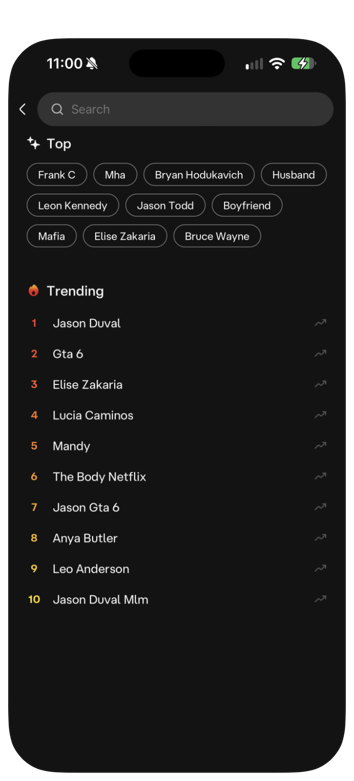 11:00
Search
Top
Frank C
Mha
Bryan Hodukavich
Husband
Leon Kennedy
Jason Todd
Boyfriend
Mafia
Elise Zakaria
Bruce Wayne
Trending
1 Jason Duval
2 Gta 6
3 Elise Zakaria
4 Lucia Caminos
5 Mandy
6 The Body Netflix
7 Jason Gta 6
8 Anya Butler
9 Leo Anderson
10 Jason Duval Mlm